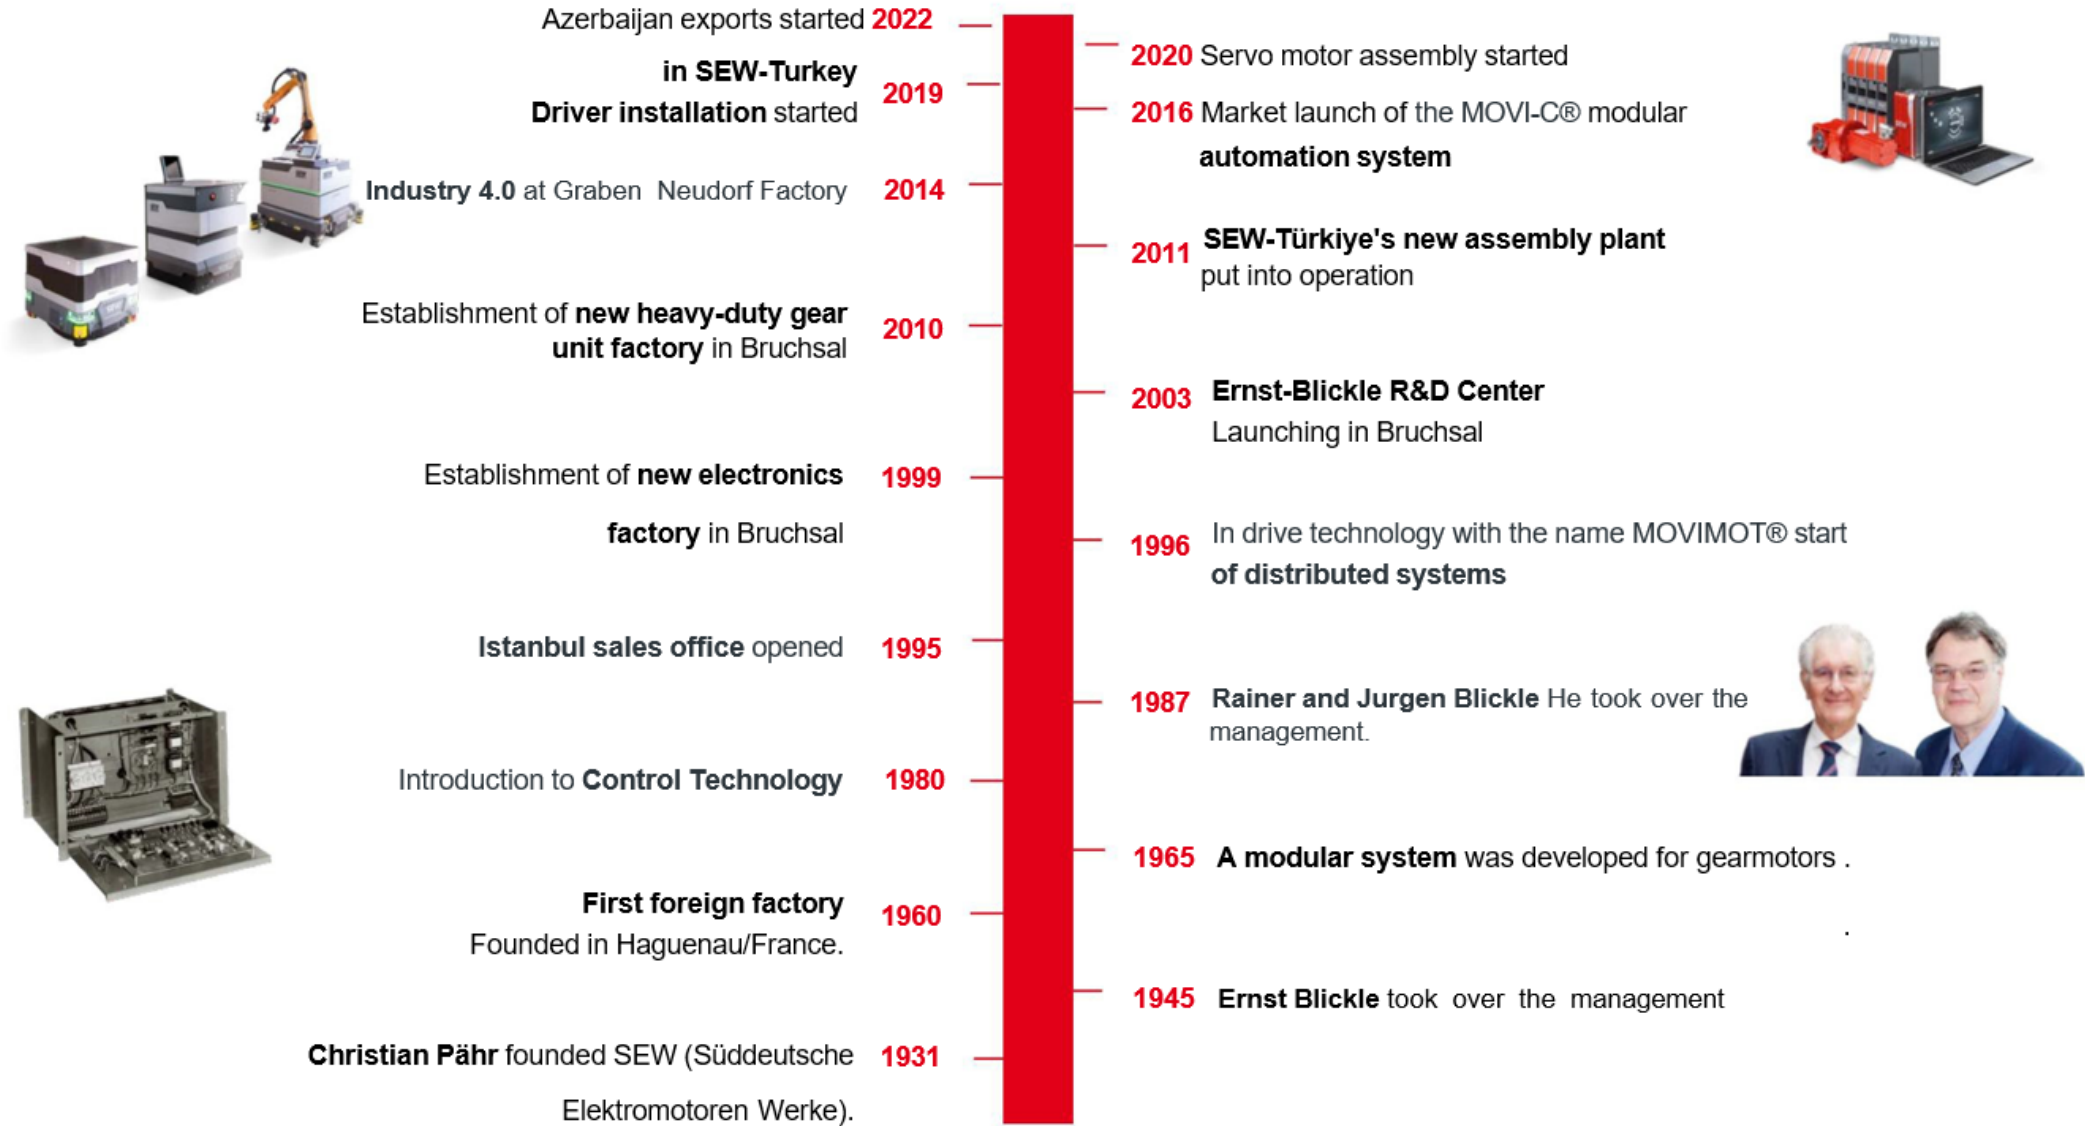 Azerbaijan exports started 2022
2020 Servo motor assembly started
in SEW-Turkey
2019
Driver installation started
2016 Market launch of the MOVI-C® modular
automation system
Industry 4.0 at Graben Neudorf Factory 2014
2011 SEW-Türkiye's new assembly plant
put into operation
Establishment of new heavy-duty gear
2010
unit factory in Bruchsal
2003 Ernst-Blickle R&D Center
Launching in Bruchsal
Establishment of new electronics 1999
factory in Bruchsal
1996 In drive technology with the name MOVIMOT® start
of distributed systems
Istanbul sales office opened 1995
1987 Rainer and Jurgen Blickle He took over the
management.
Introduction to Control Technology 1980
1965 A modular system was developed for gearmotors .
.
First foreign factory 1960
Founded in Haguenau/France.
1945 Ernst Blickle took over the management
Christian Pähr founded SEW (Süddeutsche 1931
Elektromotoren Werke).